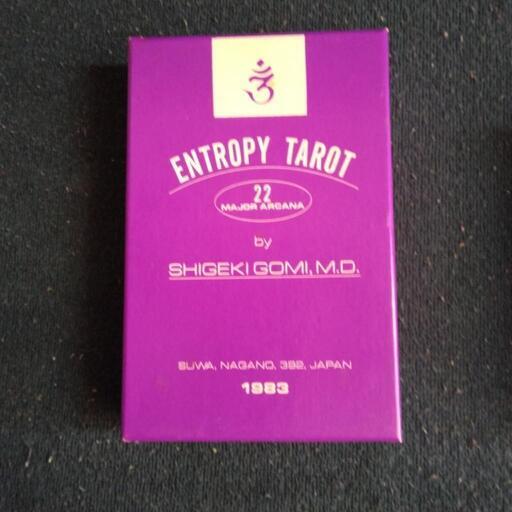 ॐ
ENTROPY TAROT
22
MAJOR ARCANA
by
SHIGEKI GOMI, M.D.
SUWA, NAGANO, 392, JAPAN
1983